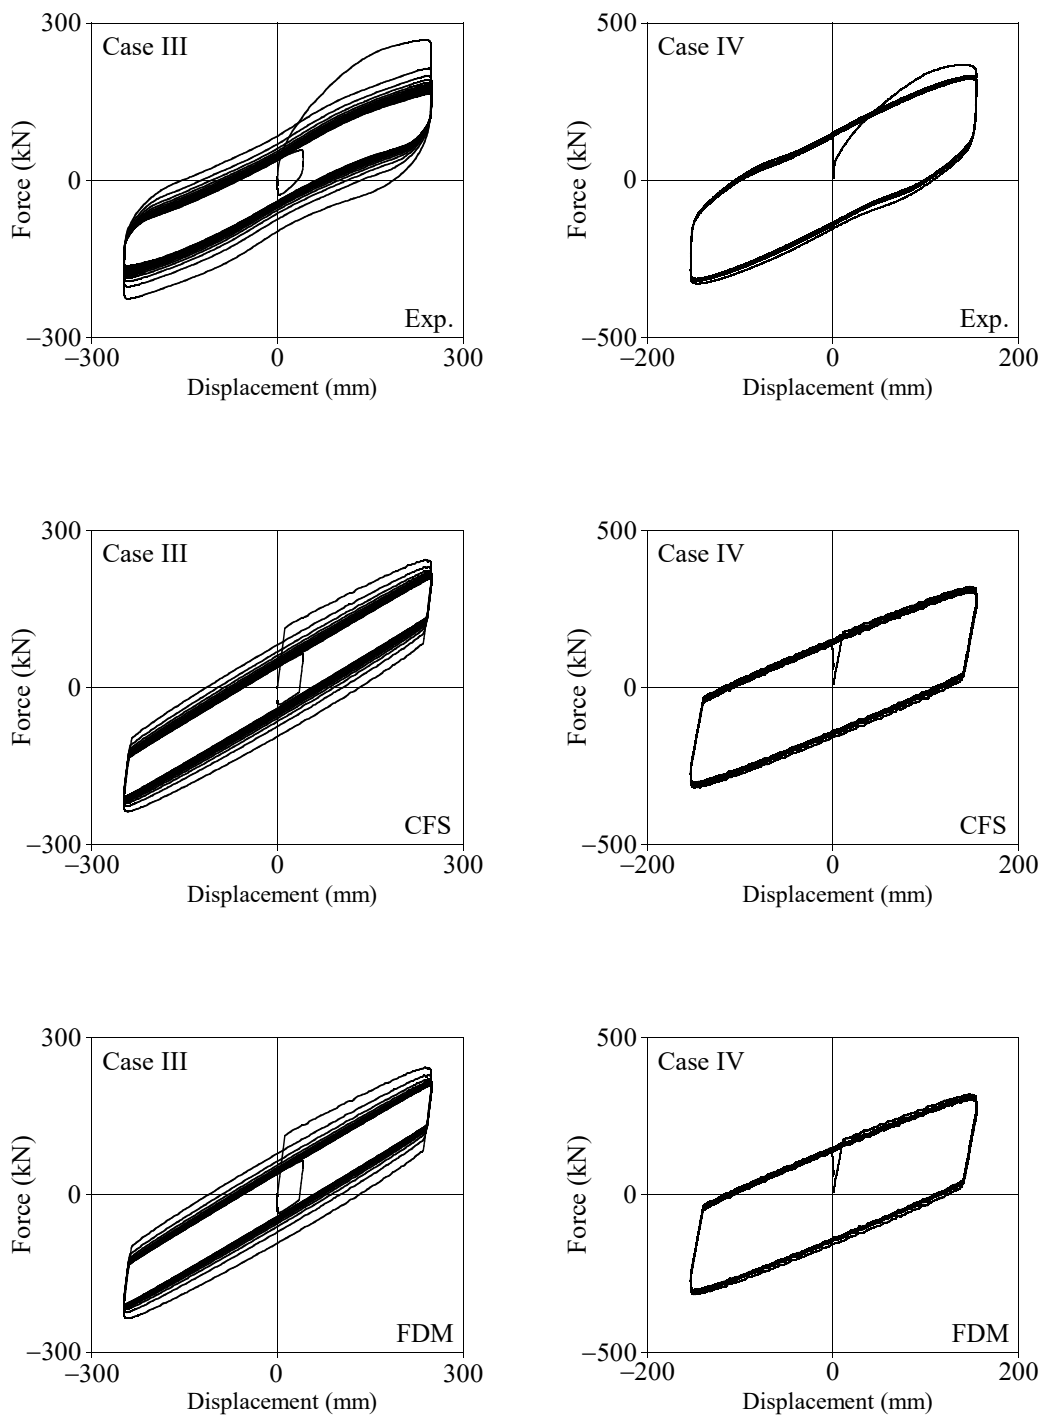 300
Case III
Force (kN)
0
Exp.
−300
−300
0
300
Displacement (mm)
500
Case IV
Force (kN)
0
Exp.
−500
−200
0
200
Displacement (mm)
300
Case III
Force (kN)
0
CFS
−300
−300
0
300
Displacement (mm)
500
Case IV
Force (kN)
0
CFS
−500
−200
0
200
Displacement (mm)
300
Case III
Force (kN)
0
FDM
−300
−300
0
300
Displacement (mm)
500
Case IV
Force (kN)
0
FDM
−500
−200
0
200
Displacement (mm)